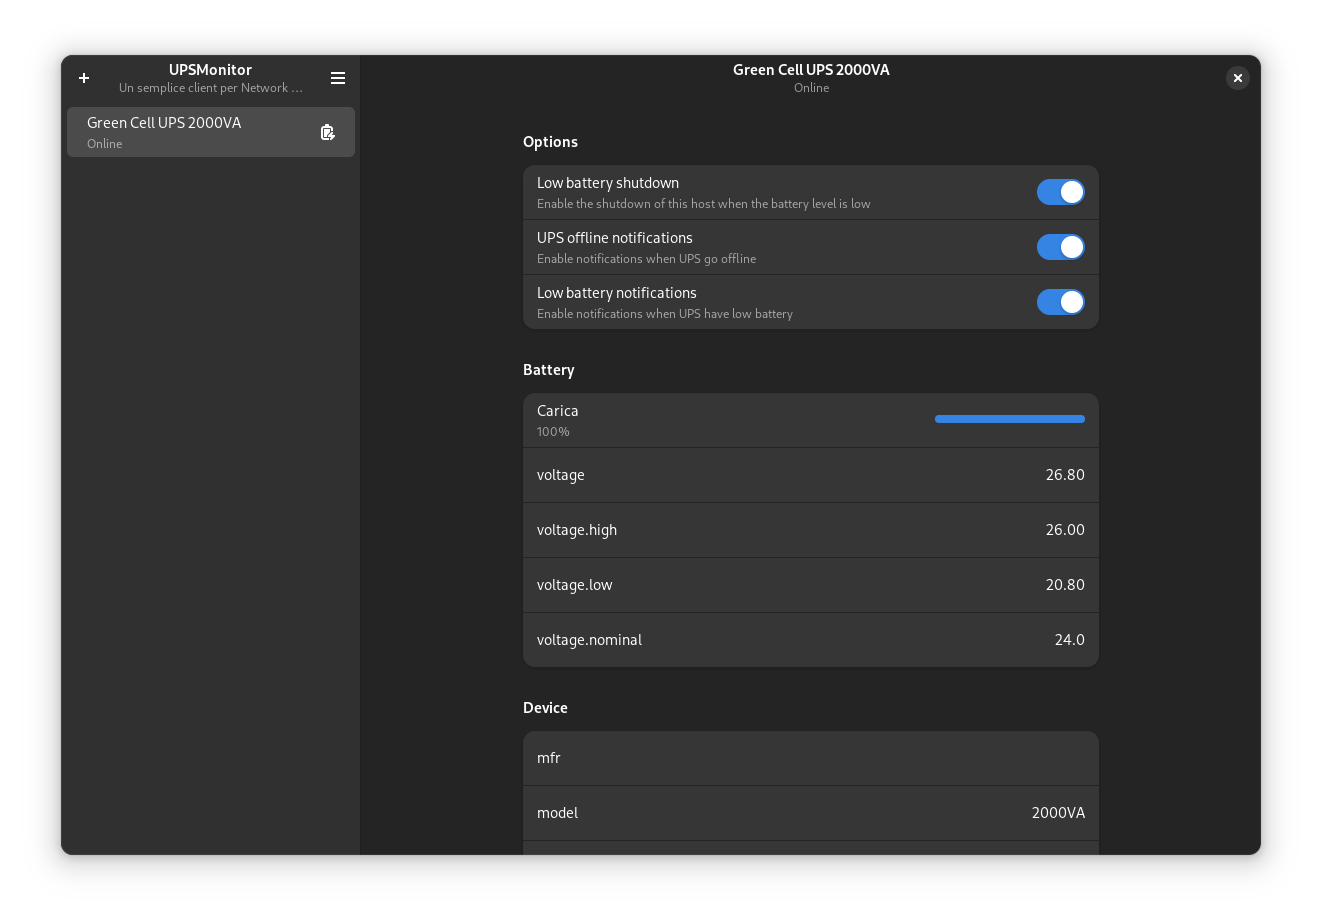 UPSMonitor
Un semplice client per Network ...
Green Cell UPS 2000VA
Online
Green Cell UPS 2000VA
Online
Options
Low battery shutdown
Enable the shutdown of this host when the battery level is low
UPS offline notifications
Enable notifications when UPS go offline
Low battery notifications
Enable notifications when UPS have low battery
Battery
Carica
100%
voltage 26.80
voltage.high 26.00
voltage.low 20.80
voltage.nominal 24.0
Device
mfr
model 2000VA